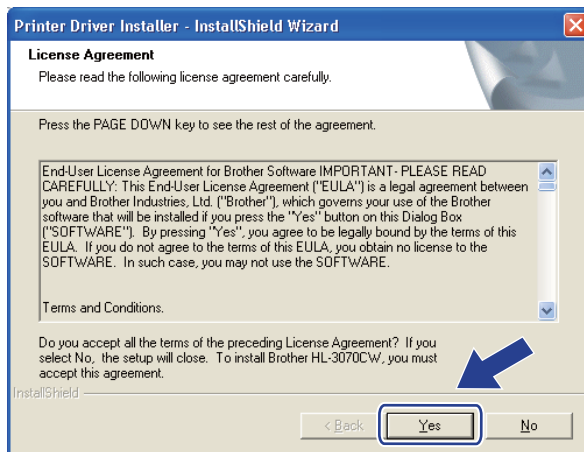 Printer Driver Installer - InstallShield Wizard
License Agreement
Please read the following license agreement carefully.
Press the PAGE DOWN key to see the rest of the agreement.
End-User License Agreement for Brother Software IMPORTANT- PLEASE READ
CAREFULLY: This End-User License Agreement ("EULA") is a legal agreement between
you and Brother Industries, Ltd. ("Brother"), which governs your use of the Brother
software that will be installed if you press the "Yes" button on this Dialog Box
("SOFTWARE"). By pressing "Yes", you agree to be legally bound by the terms of this
EULA. If you do not agree to the terms of this EULA, you obtain no license to the
SOFTWARE. In such case, you may not use the SOFTWARE.
Terms and Conditions.
Do you accept all the terms of the preceding License Agreement? If you
select No, the setup will close. To install Brother HL-3070CW, you must
accept this agreement.
InstallShield
< Back
Yes
No